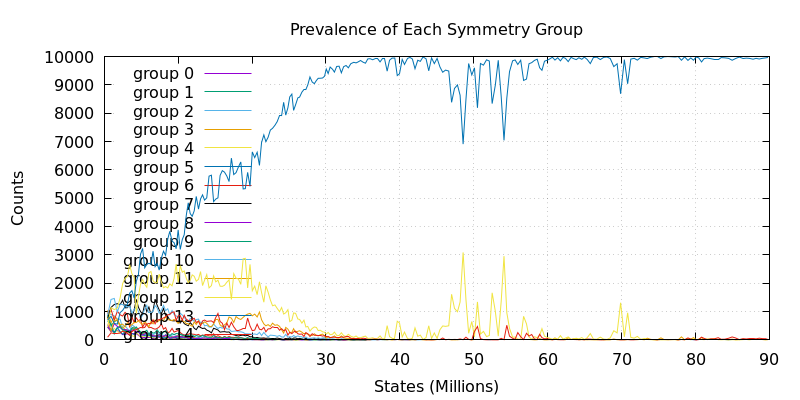 Prevalence of Each Symmetry Group
10000
9000
8000
7000
6000
5000
4000
3000
2000
1000
0
Counts
group 0
group 1
group 2
group 3
group 4
group 5
group 6
group 7
group 8
group 9
group 10
group 11
group 12
group 13
group 14
0 10 20 30 40 50 60 70 80 90
States (Millions)